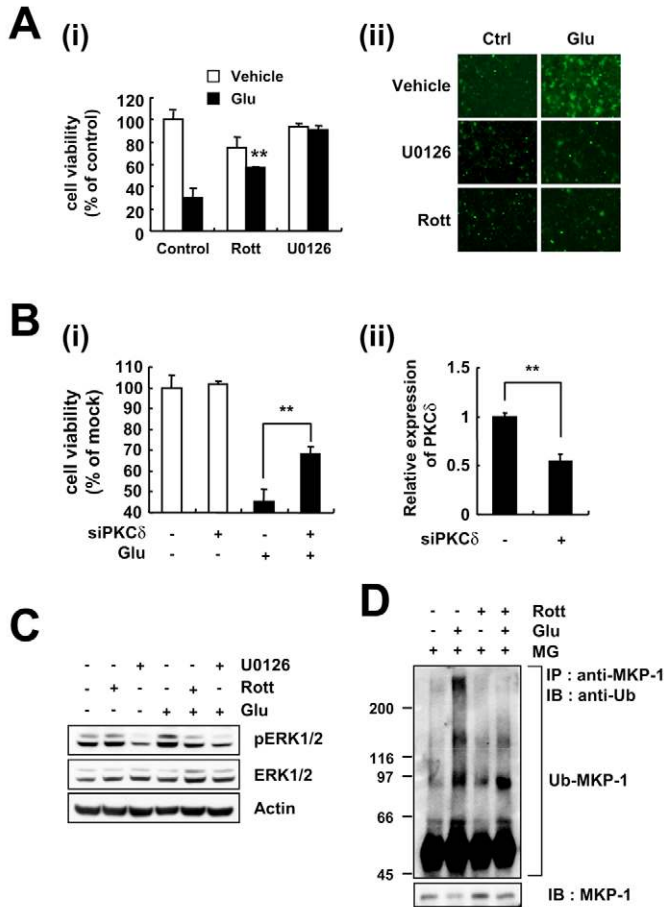 A
(i)
Vehicle
Glu
cell viability
(% of control)
120
100
80
60
40
20
0
**
Control Rott U0126
(ii)
Ctrl Glu
Vehicle
U0126
Rott
B
(i)
cell viability
(% of mock)
110
100
90
80
70
60
50
40
**
siPKCδ - + - +
Glu - - + +
(ii)
Relative expression
of PKCδ
1.5
1
0.5
0
**
siPKCδ - +
C
- - + - - + U0126
- + - - + - Rott
- - - + + + Glu
pERK1/2
ERK1/2
Actin
D
- - + + Rott
- + - + Glu
+ + + + MG
IP : anti-MKP-1
IB : anti-Ub
200
116
97
66
45
Ub-MKP-1
IB : MKP-1